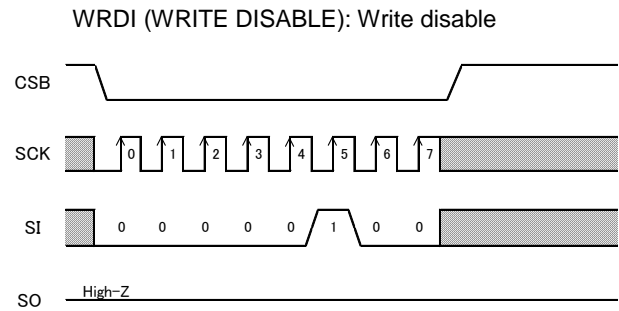 WRDI (WRITE DISABLE): Write disable
CSB
SCK 0 1 2 3 4 5 6 7
SI 0 0 0 0 0 1 0 0
SO High-Z